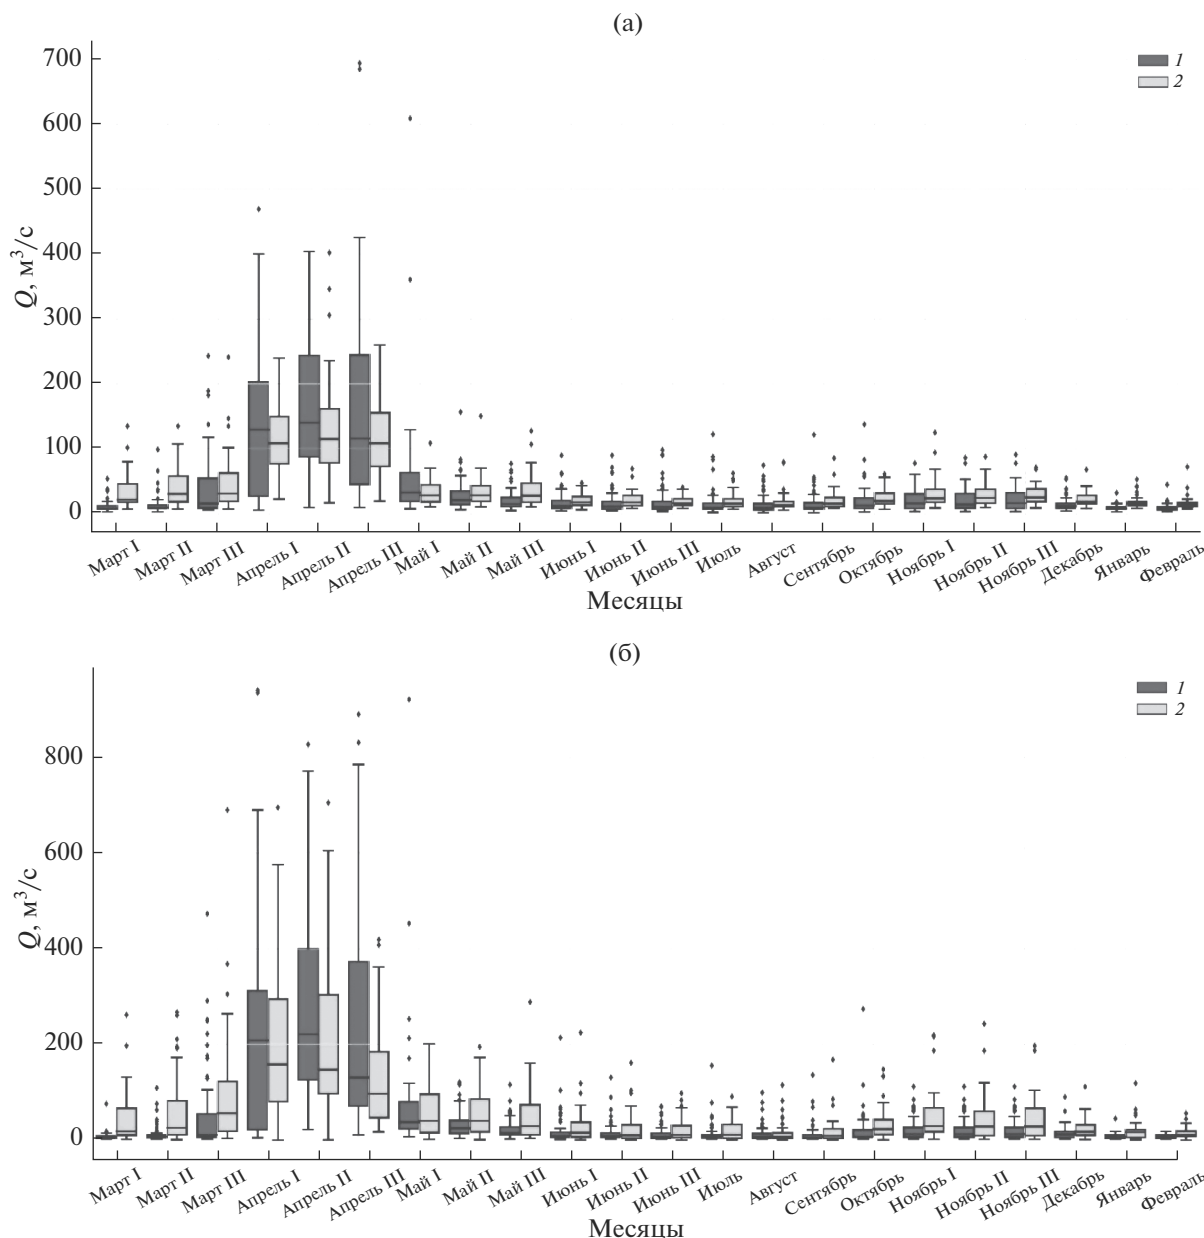 (а)
Q, м³/с
700
600
500
400
300
200
100
0
1
2
Март I
Март II
Март III
Апрель I
Апрель II
Апрель III
Май I
Май II
Май III
Июнь I
Июнь II
Июнь III
Июль
Август
Сентябрь
Октябрь
Ноябрь I
Ноябрь II
Ноябрь III
Декабрь
Январь
Февраль
Месяцы
(б)
Q, м³/с
800
600
400
200
0
1
2
Март I
Март II
Март III
Апрель I
Апрель II
Апрель III
Май I
Май II
Май III
Июнь I
Июнь II
Июнь III
Июль
Август
Сентябрь
Октябрь
Ноябрь I
Ноябрь II
Ноябрь III
Декабрь
Январь
Февраль
Месяцы